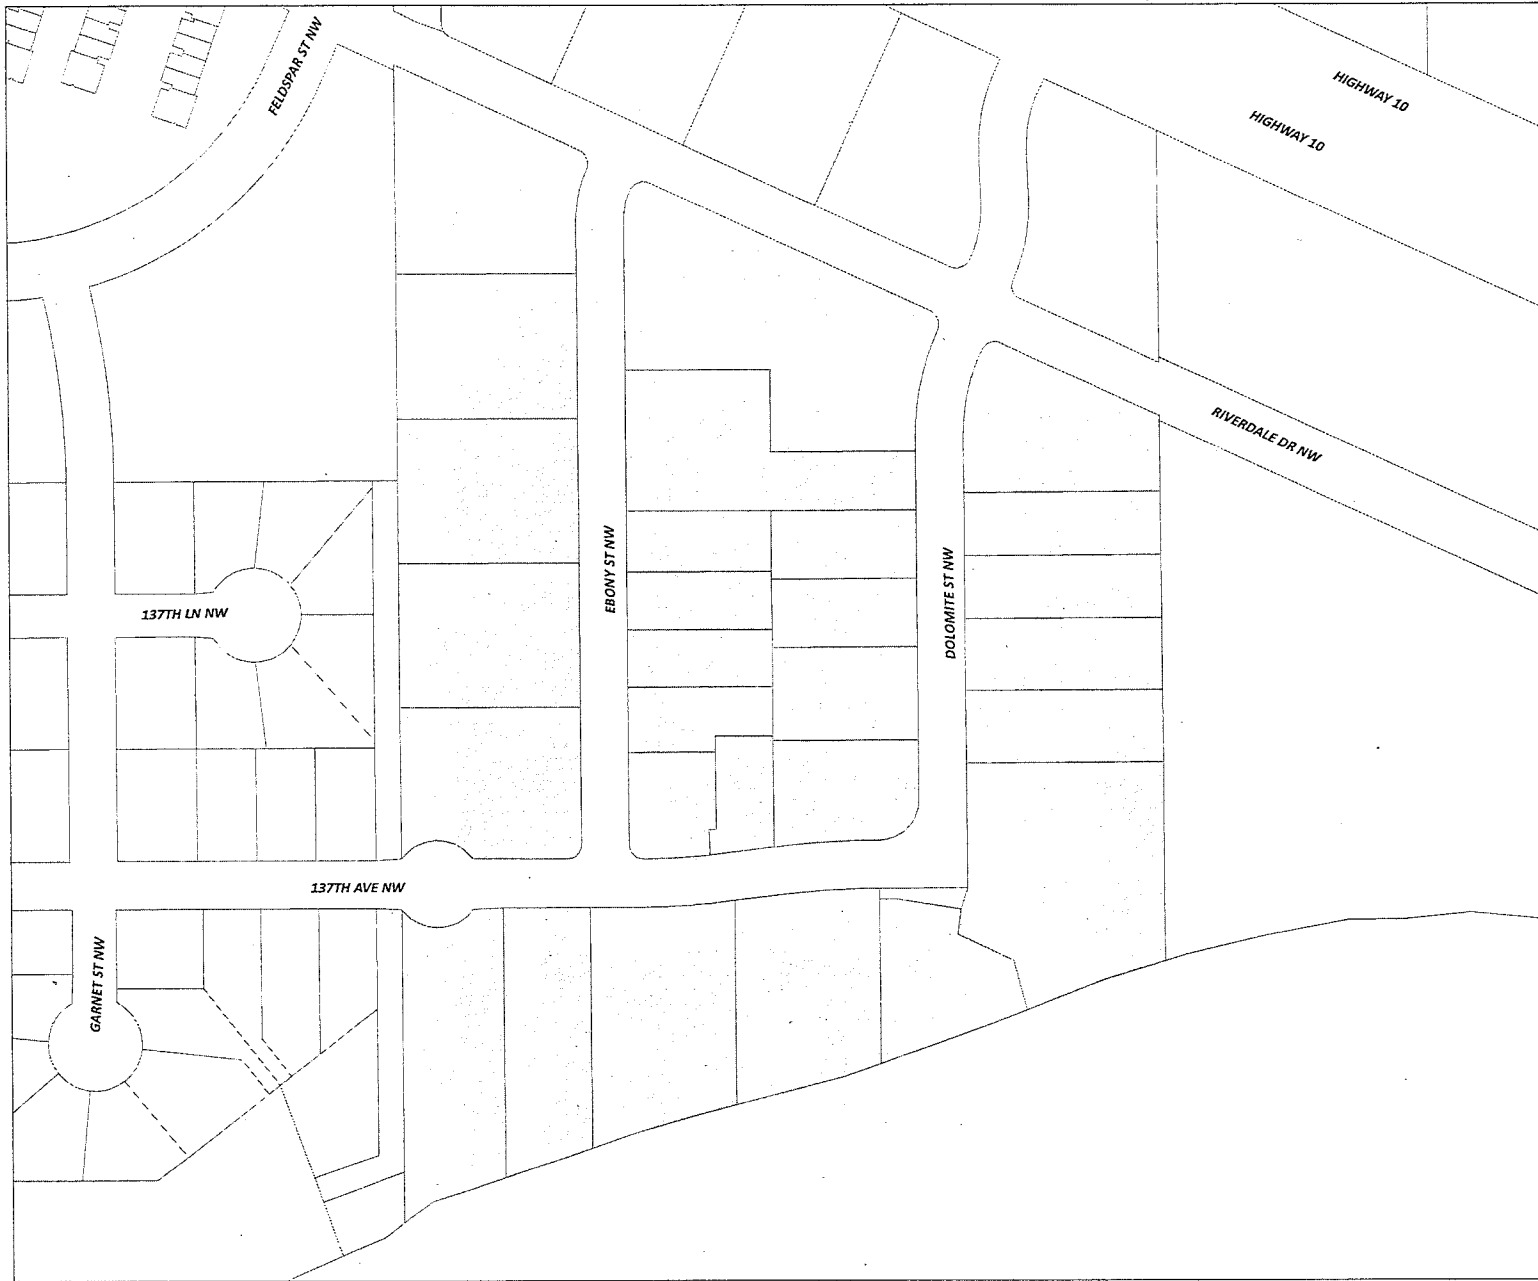 FELDSPAR ST NW
HIGHWAY 10
HIGHWAY 10
RIVERDALE DR NW
EBONY ST NW
DOLOMITE ST NW
137TH LN NW
137TH AVE NW
GARNET ST NW